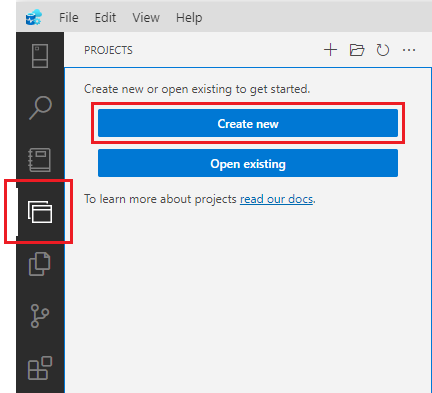 File Edit View Help
PROJECTS
Create new or open existing to get started.
Create new
Open existing
To learn more about projects read our docs.